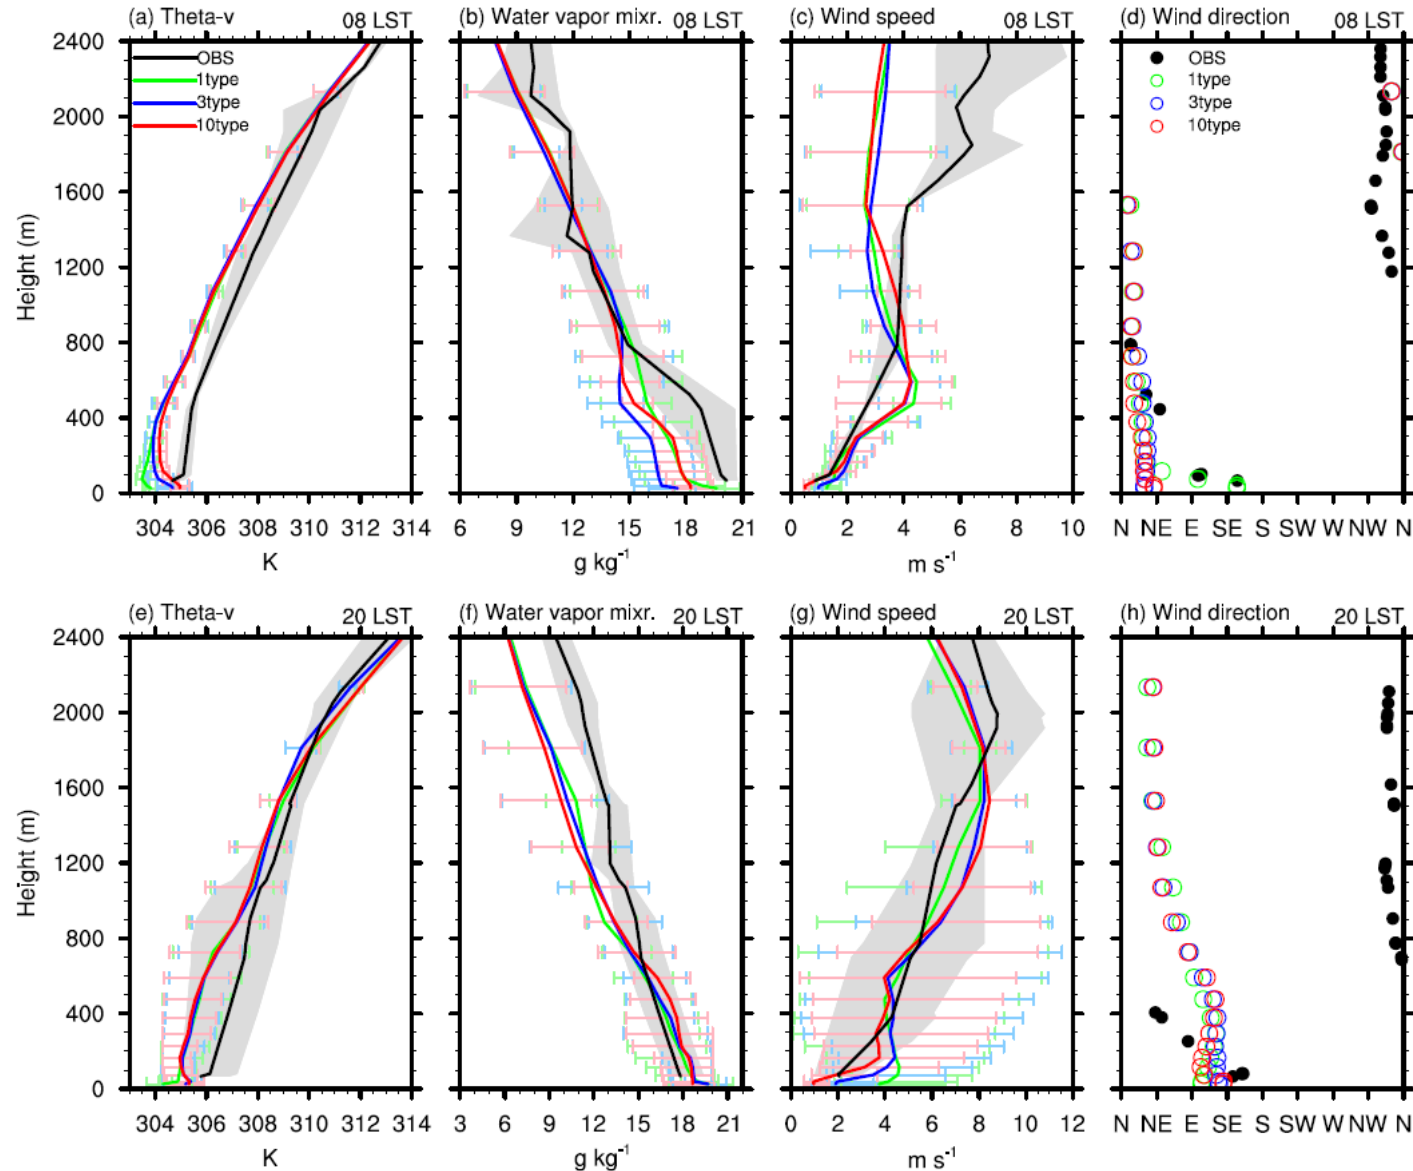 (a) Theta-v 08 LST (b) Water vapor mixr. 08 LST (c) Wind speed 08 LST (d) Wind direction 08 LST
2400
2000
1600
1200
800
400
0
Height (m)
OBS
1type
3type
10type
OBS
1type
3type
10type
304 306 308 310 312 314
K
6 9 12 15 18 21
g kg-1
0 2 4 6 8 10
m s-1
N NE E SE S SW W NW N
(e) Theta-v 20 LST (f) Water vapor mixr. 20 LST (g) Wind speed 20 LST (h) Wind direction 20 LST
2400
2000
1600
1200
800
400
0
Height (m)
304 306 308 310 312 314
K
3 6 9 12 15 18 21
g kg-1
0 2 4 6 8 10 12
m s-1
N NE E SE S SW W NW N